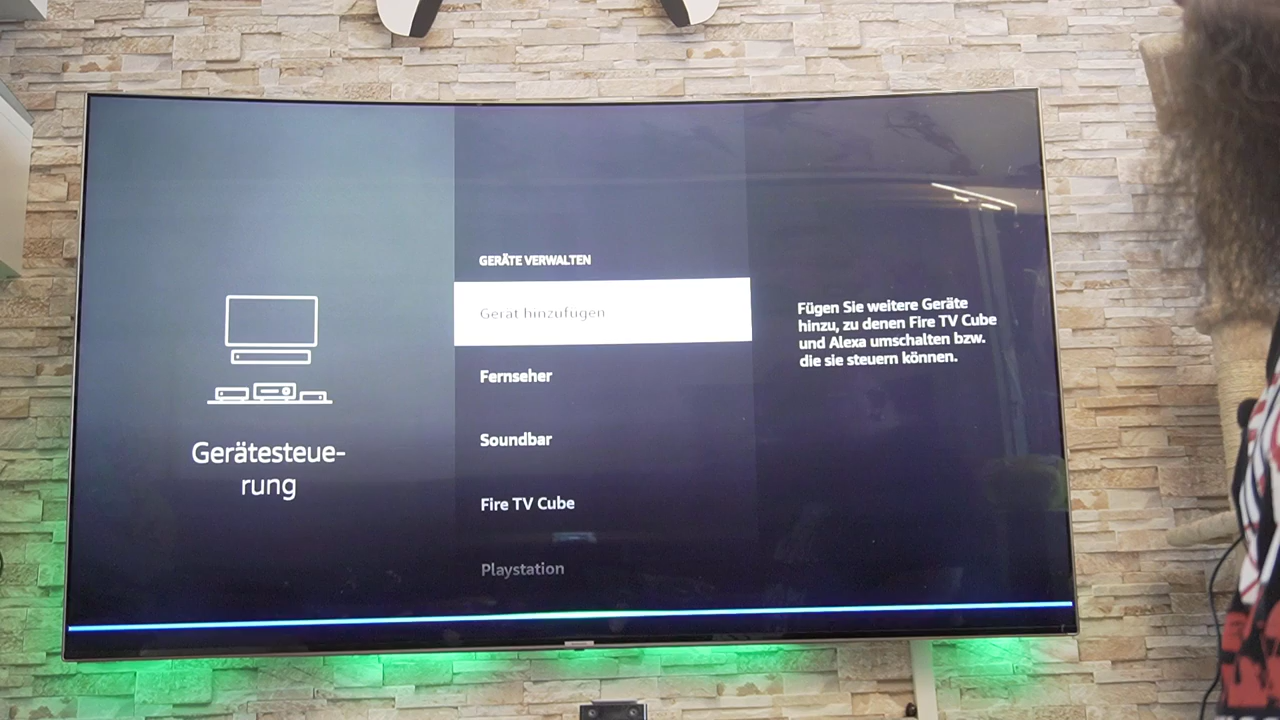 Gerätesteue-
rung
GERÄTE VERWALTEN
Gerät hinzufügen
Fernseher
Soundbar
Fire TV Cube
Playstation
Fügen Sie weitere Geräte
hinzu, zu denen Fire TV Cube
und Alexa umschalten bzw.
die sie steuern können.